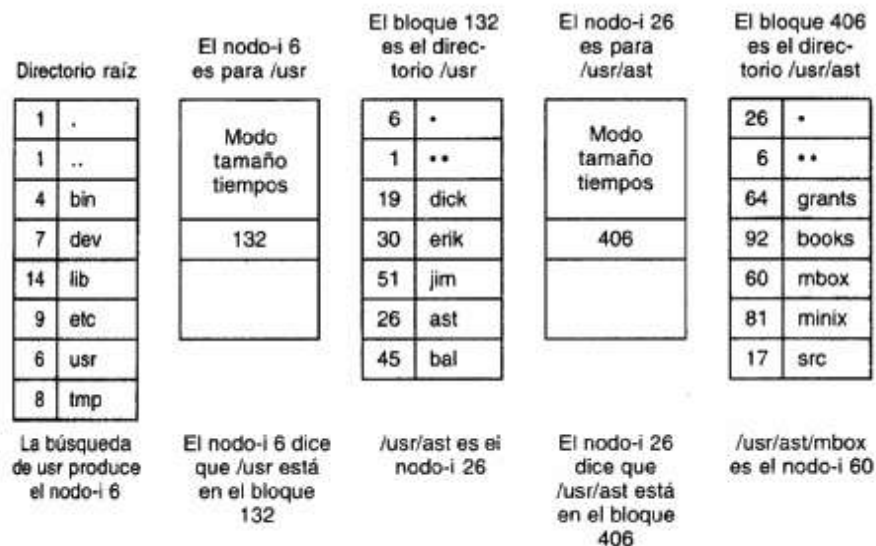 Directorio raíz
1 .
1 ..
4 bin
7 dev
14 lib
9 etc
6 usr
8 tmp
La búsqueda
de usr produce
el nodo-i 6
El nodo-i 6
es para /usr
Modo
tamaño
tiempos
132
El nodo-i 6 dice
que /usr está
en el bloque
132
El bloque 132
es el direc-
torio /usr
6 •
1 ••
19 dick
30 erik
51 jim
26 ast
45 bal
/usr/ast es el
nodo-i 26
El nodo-i 26
es para
/usr/ast
Modo
tamaño
tiempos
406
El nodo-i 26
dice que
/usr/ast está
en el bloque
406
El bloque 406
es el direc-
torio /usr/ast
26 •
6 ••
64 grants
92 books
60 mbox
81 minix
17 src
/usr/ast/mbox
es el nodo-i 60